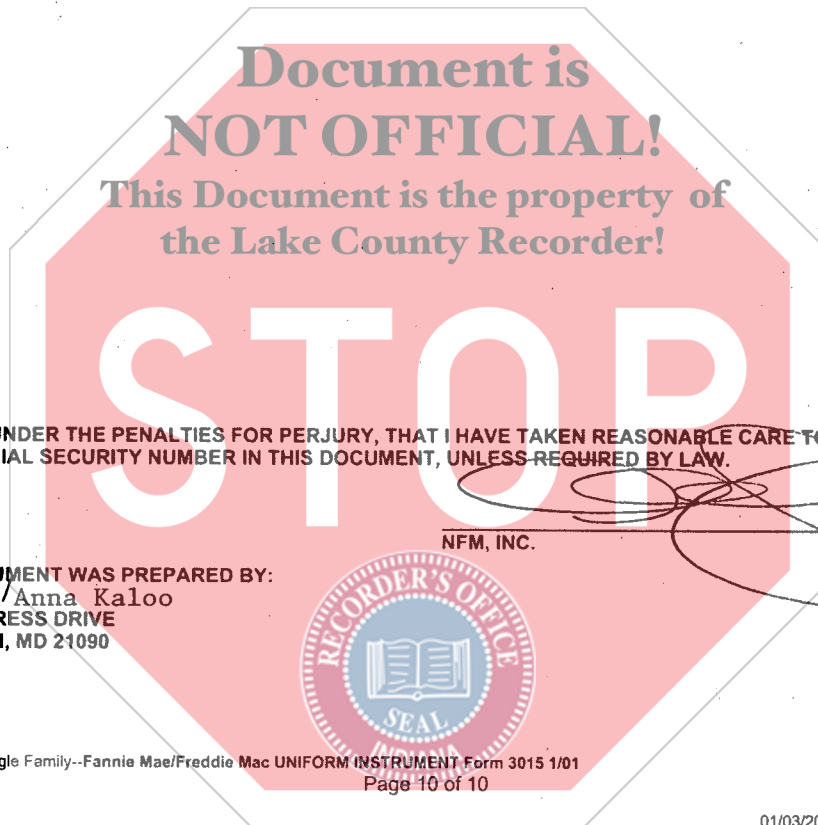 Document is
NOT OFFICIAL!
This Document is the property of
the Lake County Recorder!
STOP
NDER THE PENALTIES FOR PERJURY, THAT I HAVE TAKEN REASONABLE CARE TO
IAL SECURITY NUMBER IN THIS DOCUMENT, UNLESS REQUIRED BY LAW.
NFM, INC.
UMENT WAS PREPARED BY:
Anna Kaloo
RESS DRIVE
, MD 21090
RECORDER'S OFFICE
SEAL
INDIANA
gle Family--Fannie Mae/Freddie Mac UNIFORM INSTRUMENT Form 3015 1/01
Page 10 of 10
01/03/20